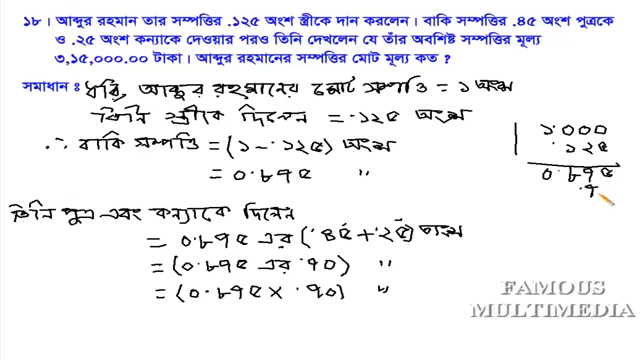 ১৮। আব্দুর রহমান তার সম্পত্তির .১২৫ অংশ স্ত্রীকে দান করলেন। বাকি সম্পত্তির .৪৫ অংশ পুত্রকে
ও .২৫ অংশ কন্যাকে দেওয়ার পরও তিনি দেখলেন যে তাঁর অবশিষ্ট সম্পত্তির মূল্য
৩,১৫,০০০.০০ টাকা। আব্দুর রহমানের সম্পত্তির মোট মূল্য কত ?
সমাধান : ধরি, আব্দুর রহমানের মোট সম্পত্তি = ১ অংশ
তিনি স্ত্রীকে দিলেন = .১২৫ অংশ
∴ বাকি সম্পত্তি = (১ - .১২৫) অংশ
= ০.৮৭৫ "
১.০০০
.১২৫
০.৮৭৫
.৭
তিনি পুত্র এবং কন্যাকে দিলেন
= ০.৮৭৫ এর (.৪৫ + .২৫) অংশ
= (০.৮৭৫ এর .৭০) "
= (০.৮৭৫ × .৭০) "
FAMOUS
MULTIMEDIA